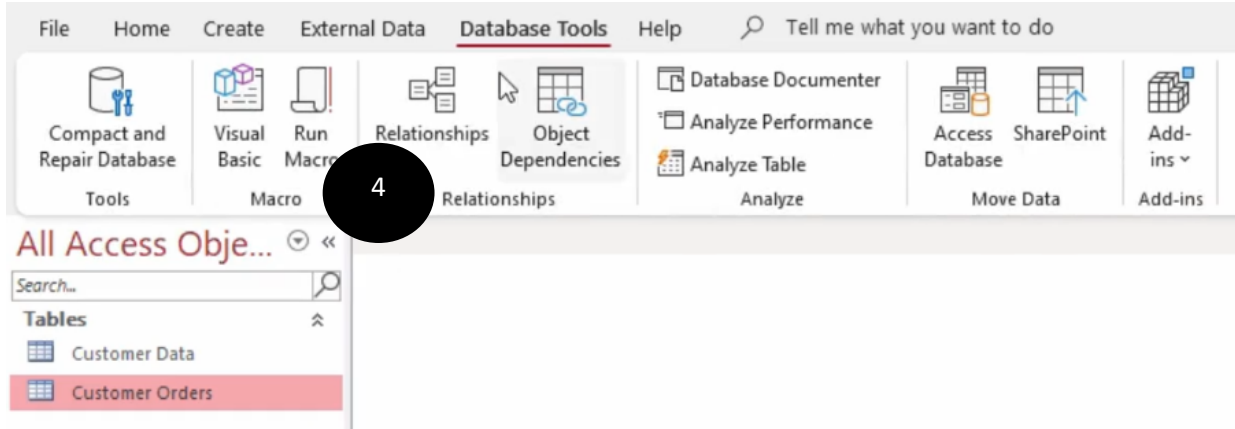 File Home Create External Data Database Tools Help Tell me what you want to do
Compact and Repair Database
Visual Basic
Run Macro
Relationships
Object Dependencies
Database Documenter
Analyze Performance
Analyze Table
Access Database
SharePoint
Add-ins
Tools Macro 4 Relationships Analyze Move Data Add-ins
All Access Obje...
Search...
Tables
Customer Data
Customer Orders